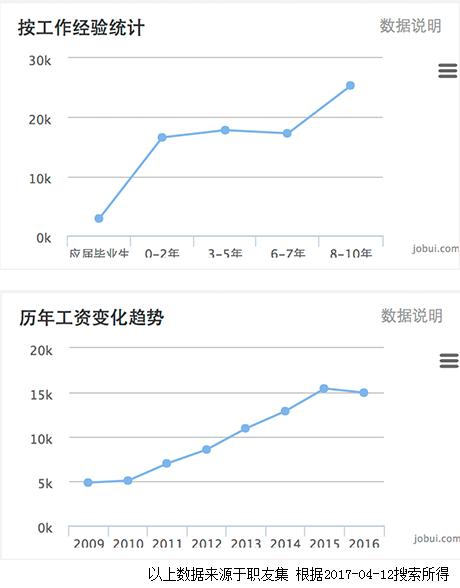 按工作经验统计 数据说明
30k
20k
10k
0k
应届毕业生 0-2年 3-5年 6-7年 8-10年
jobui.com
历年工资变化趋势 数据说明
20k
15k
10k
5k
0k
2009 2010 2011 2012 2013 2014 2015 2016
jobui.com
以上数据来源于职友集 根据2017-04-12搜索所得